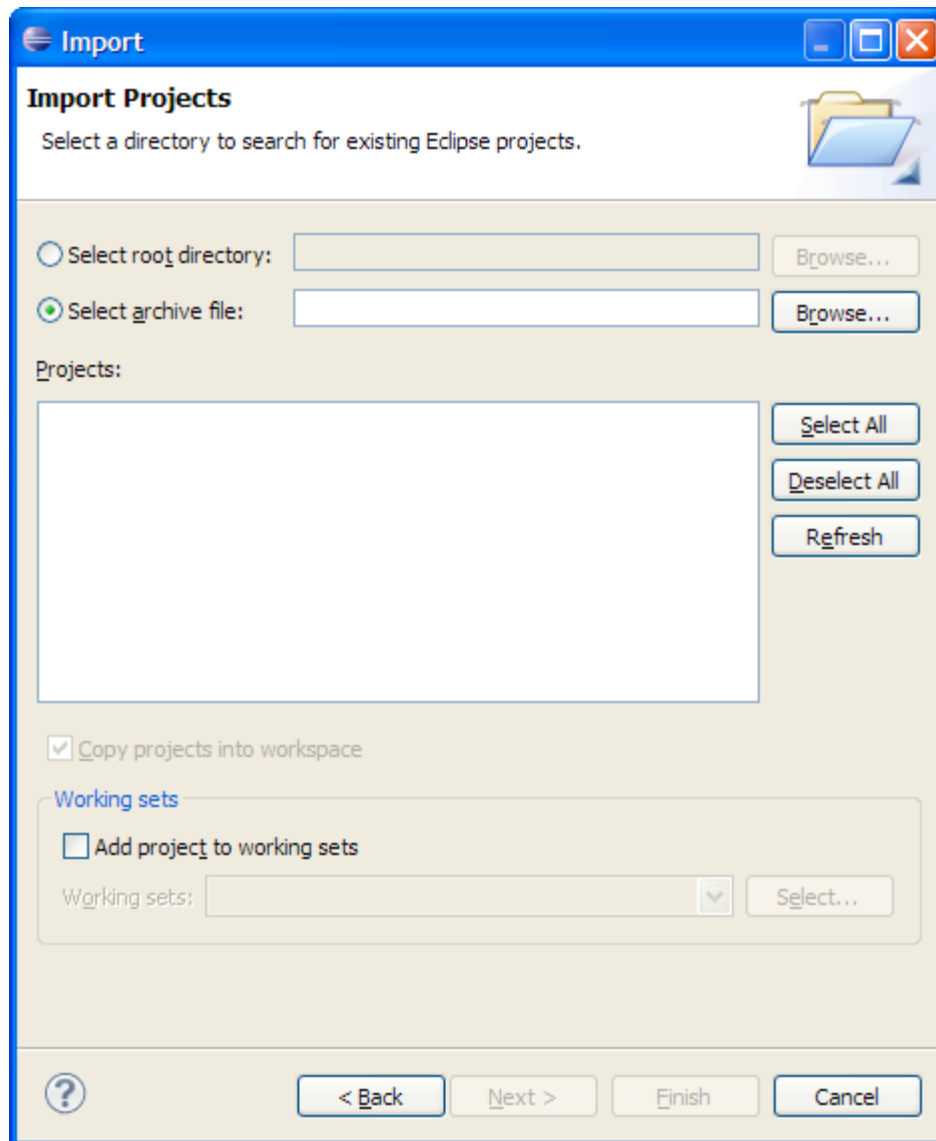 Import
Import Projects
Select a directory to search for existing Eclipse projects.
Select root directory:
Browse...
Select archive file:
Browse...
Projects:
Select All
Deselect All
Refresh
Copy projects into workspace
Working sets
Add project to working sets
Working sets:
Select...
?
< Back
Next >
Finish
Cancel